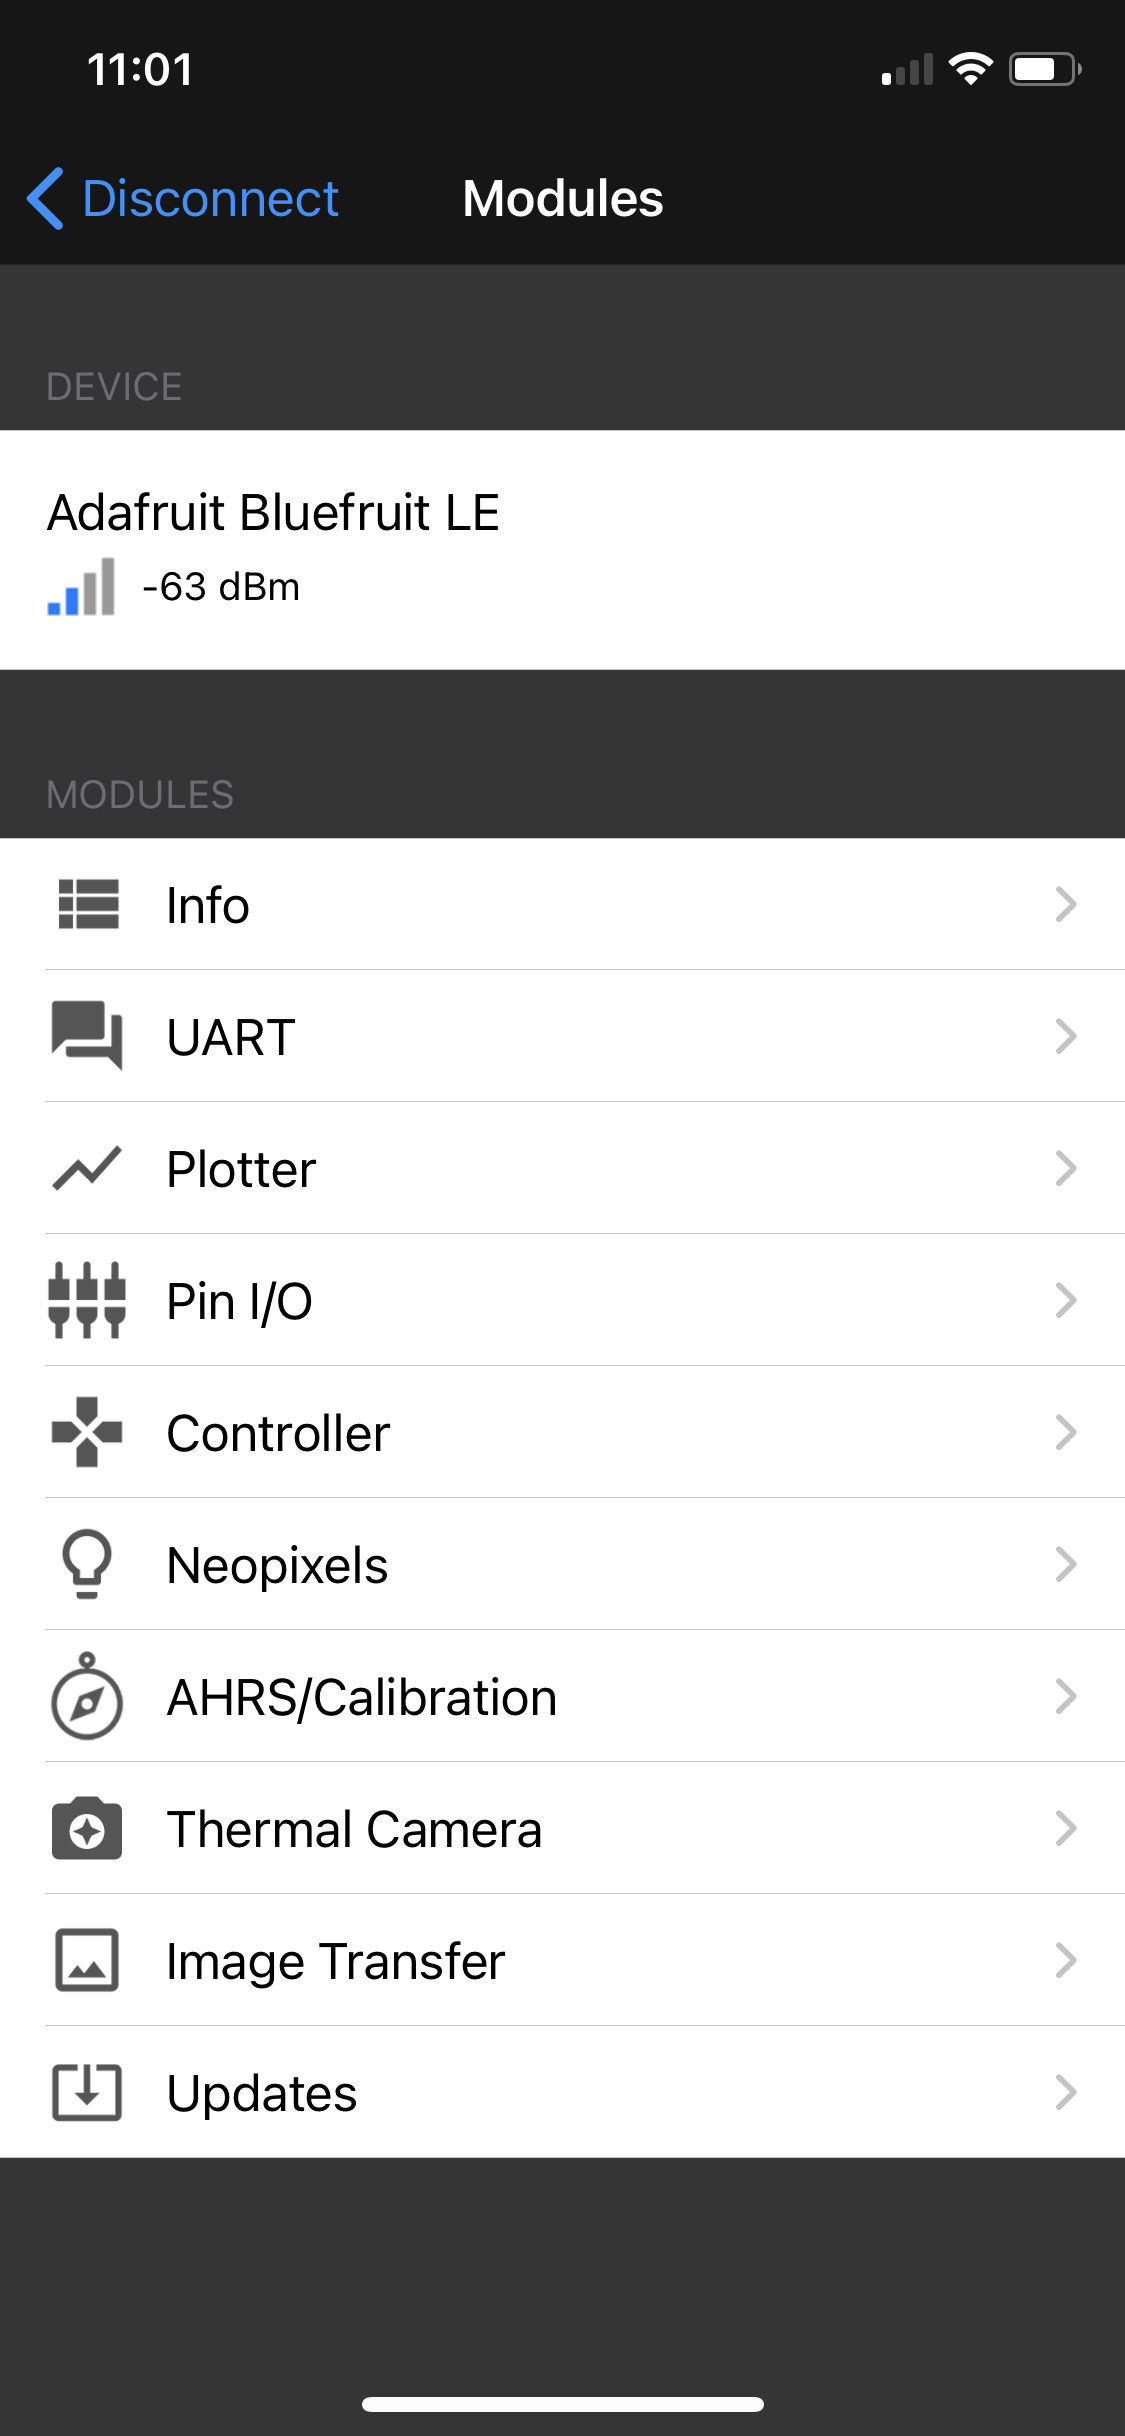 11:01
Disconnect
Modules
DEVICE
Adafruit Bluefruit LE
-63 dBm
MODULES
Info
UART
Plotter
Pin I/O
Controller
Neopixels
AHRS/Calibration
Thermal Camera
Image Transfer
Updates